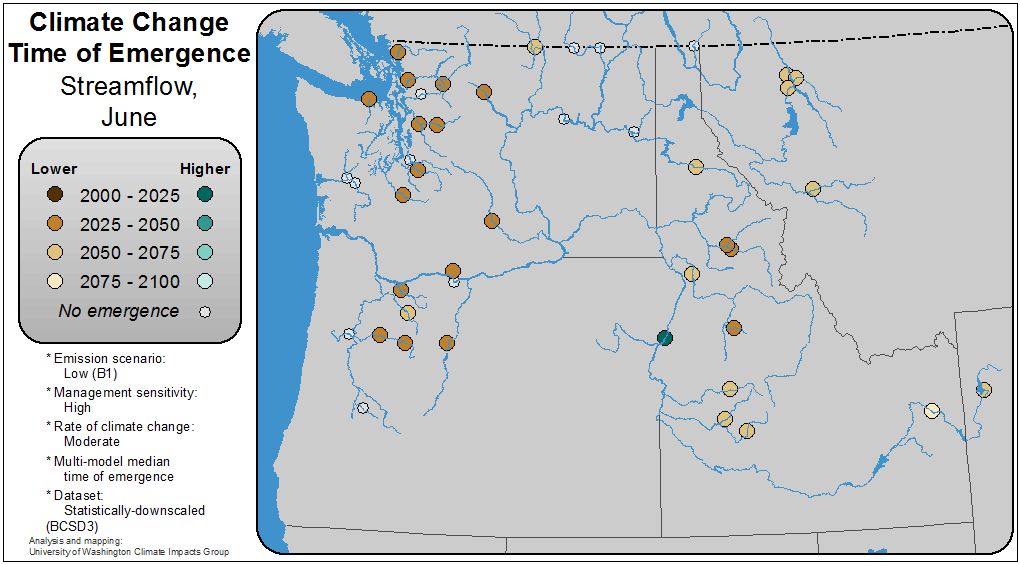 Climate Change
Time of Emergence
Streamflow,
June
Lower Higher
2000 - 2025
2025 - 2050
2050 - 2075
2075 - 2100
No emergence
* Emission scenario:
Low (B1)
* Management sensitivity:
High
* Rate of climate change:
Moderate
* Multi-model median
time of emergence
* Dataset:
Statistically-downscaled
(BCSD3)
Analysis and mapping:
University of Washington Climate Impacts Group